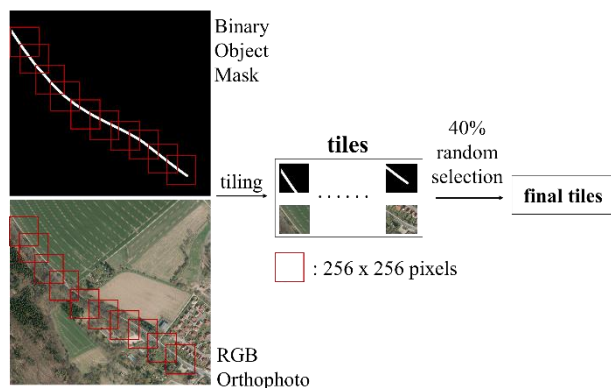 Binary
Object
Mask
tiling
tiles
. . . . . .
40%
random
selection
final tiles
: 256 x 256 pixels
RGB
Orthophoto